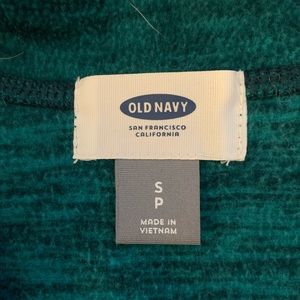 OLD NAVY
SAN FRANCISCO
CALIFORNIA
S
P
MADE IN
VIETNAM